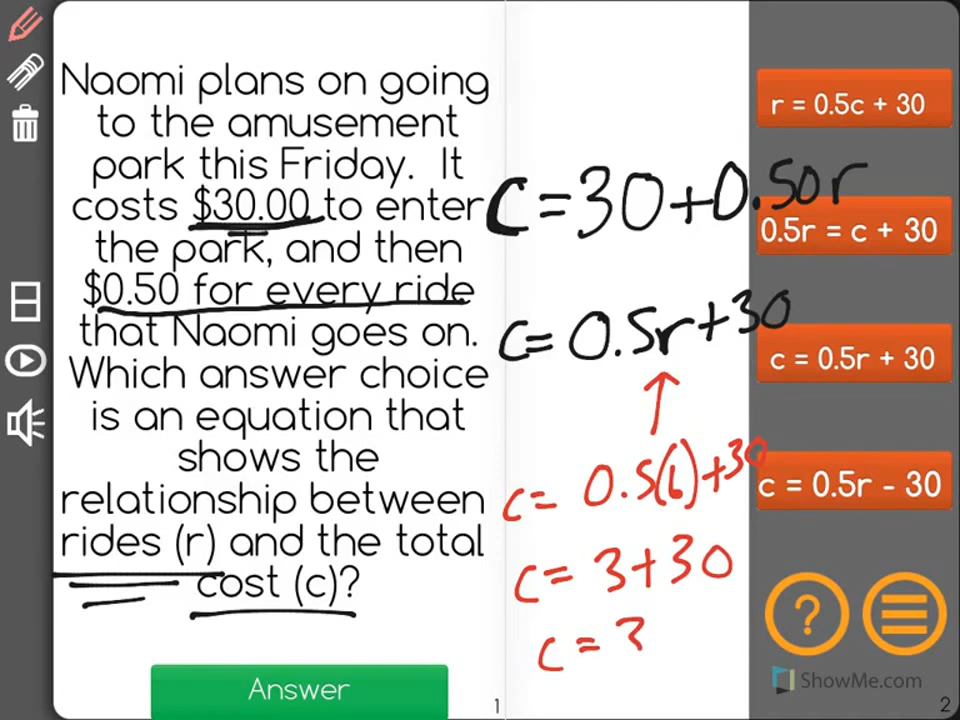 Naomi plans on going
to the amusement
park this Friday. It
costs $30.00 to enter
the park, and then
$0.50 for every ride
that Naomi goes on.
Which answer choice
is an equation that
shows the
relationship between
rides (r) and the total
cost (c)?
Answer
1
c = 30 + 0.50r
c = 0.5r + 30
c = 0.5(6) + 30
c = 3 + 30
c = 3
r = 0.5c + 30
0.5r = c + 30
c = 0.5r + 30
c = 0.5r - 30
?
ShowMe.com
2